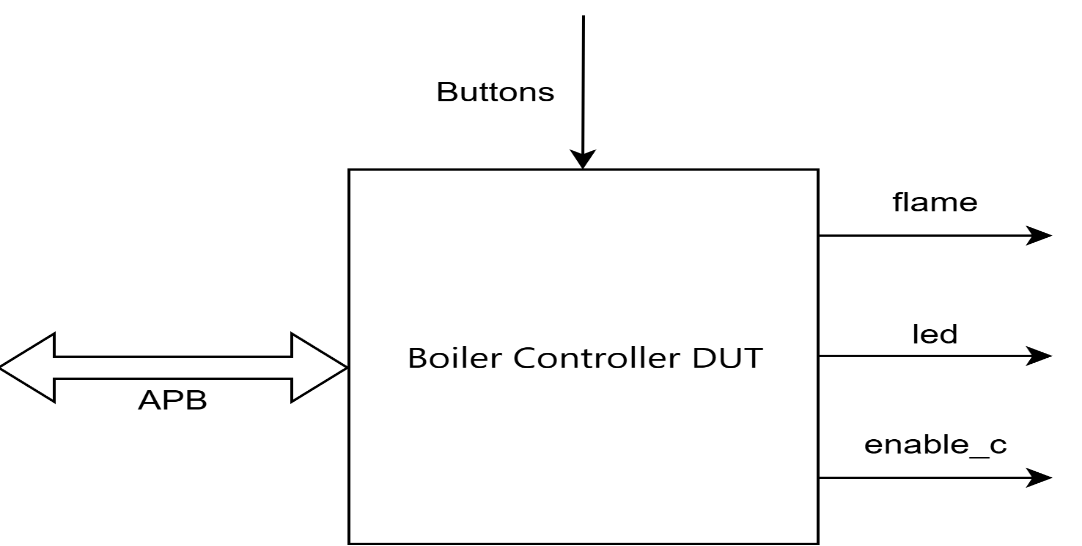 Buttons
flame
led
Boiler Controller DUT
APB
enable_c